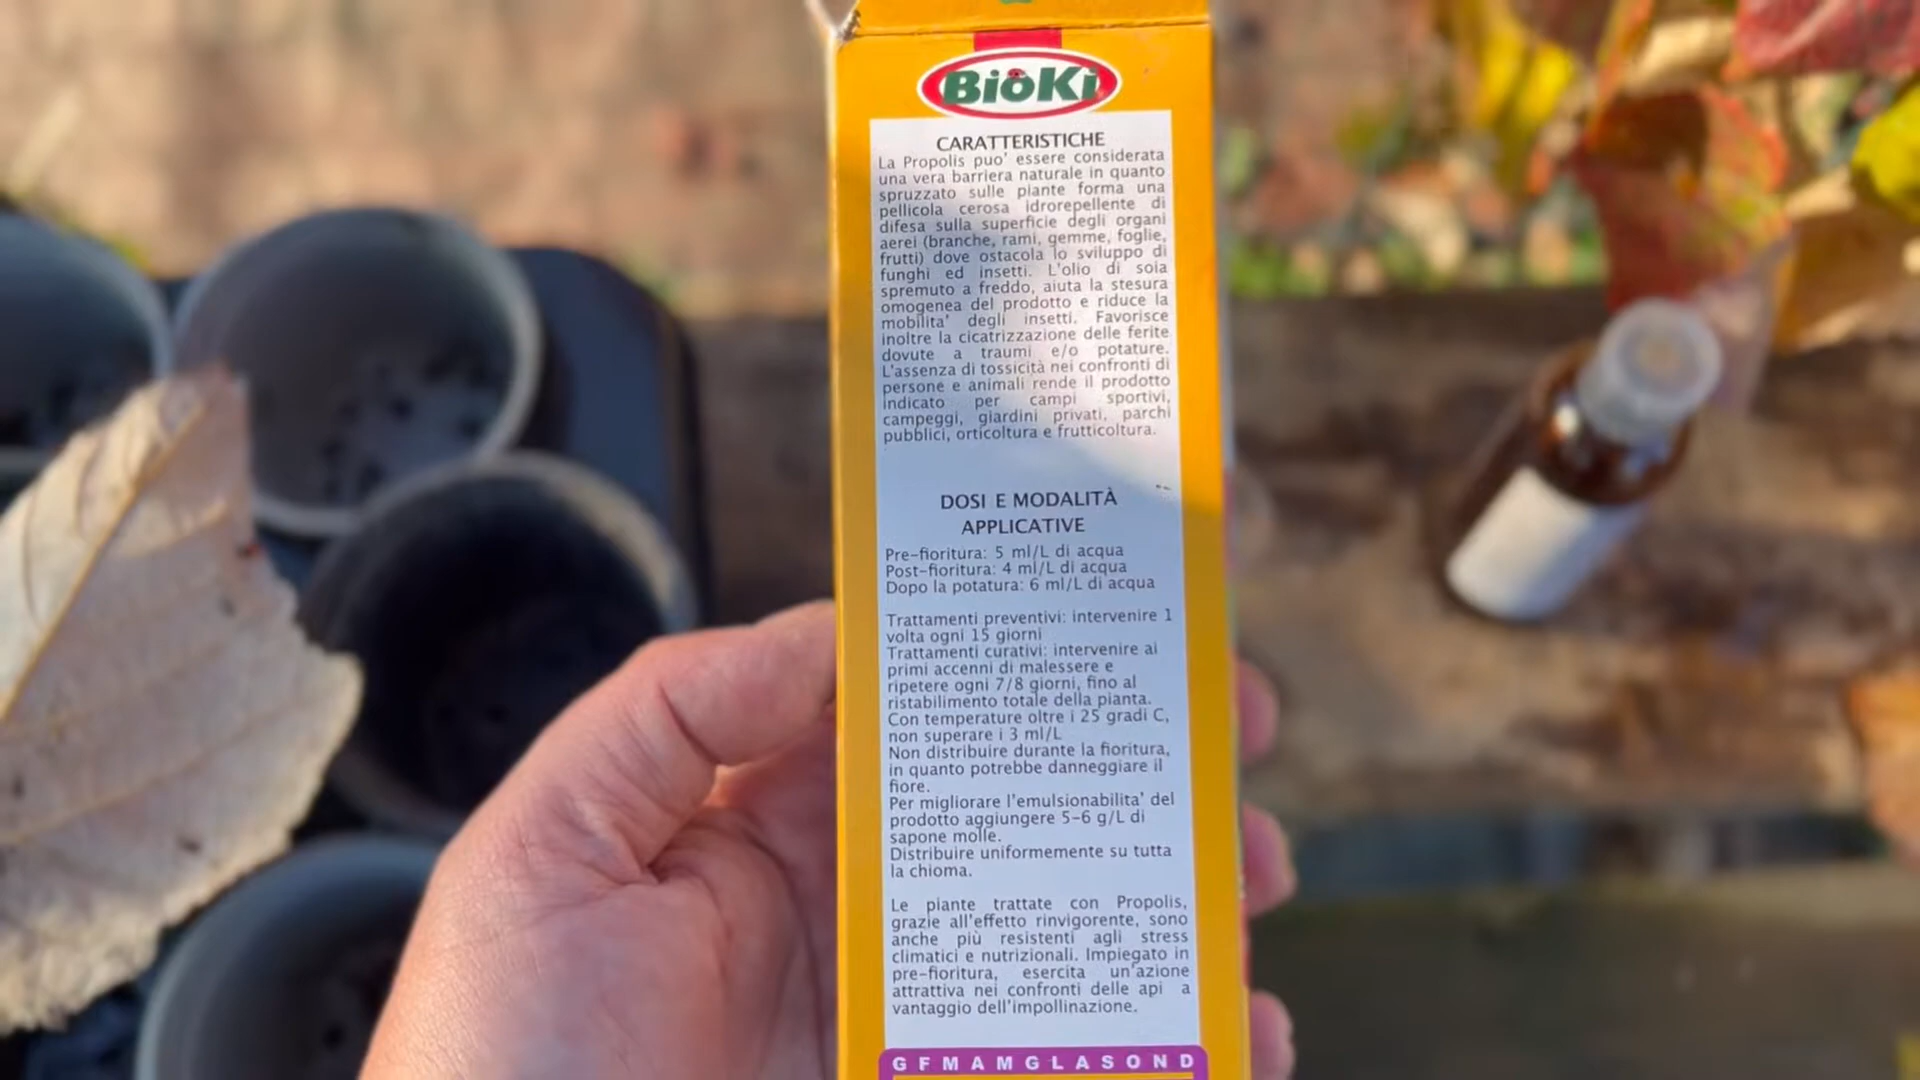 BioKi
CARATTERISTICHE
La Propolis puo' essere considerata
una vera barriera naturale in quanto
spruzzato sulle piante forma una
pellicola cerosa idrorepellente di
difesa sulla superficie degli organi
aerei (branche, rami, gemme, foglie,
frutti) dove ostacola lo sviluppo di
funghi ed insetti. L'olio di soia
spremuto a freddo, aiuta la stesura
omogenea del prodotto e riduce la
mobilita' degli insetti. Favorisce
inoltre la cicatrizzazione delle ferite
dovute a traumi e/o potature.
L'assenza di tossicità nei confronti di
persone e animali rende il prodotto
indicato per campi sportivi,
campeggi, giardini privati, parchi
pubblici, orticoltura e frutticoltura.
DOSI E MODALITÀ
APPLICATIVE
Pre-fioritura: 5 ml/L di acqua
Post-fioritura: 4 ml/L di acqua
Dopo la potatura: 6 ml/L di acqua
Trattamenti preventivi: intervenire 1
volta ogni 15 giorni
Trattamenti curativi: intervenire ai
primi accenni di malessere e
ripetere ogni 7/8 giorni, fino al
ristabilimento totale della pianta.
Con temperature oltre i 25 gradi C,
non superare i 3 ml/L
Non distribuire durante la fioritura,
in quanto potrebbe danneggiare il
fiore.
Per migliorare l'emulsionabilita' del
prodotto aggiungere 5-6 g/L di
sapone molle.
Distribuire uniformemente su tutta
la chioma.
Le piante trattate con Propolis,
grazie all'effetto rinvigorente, sono
anche più resistenti agli stress
climatici e nutrizionali. Impiegato in
pre-fioritura, esercita un'azione
attrattiva nei confronti delle api a
vantaggio dell'impollinazione.
G F M A M G L A S O N D